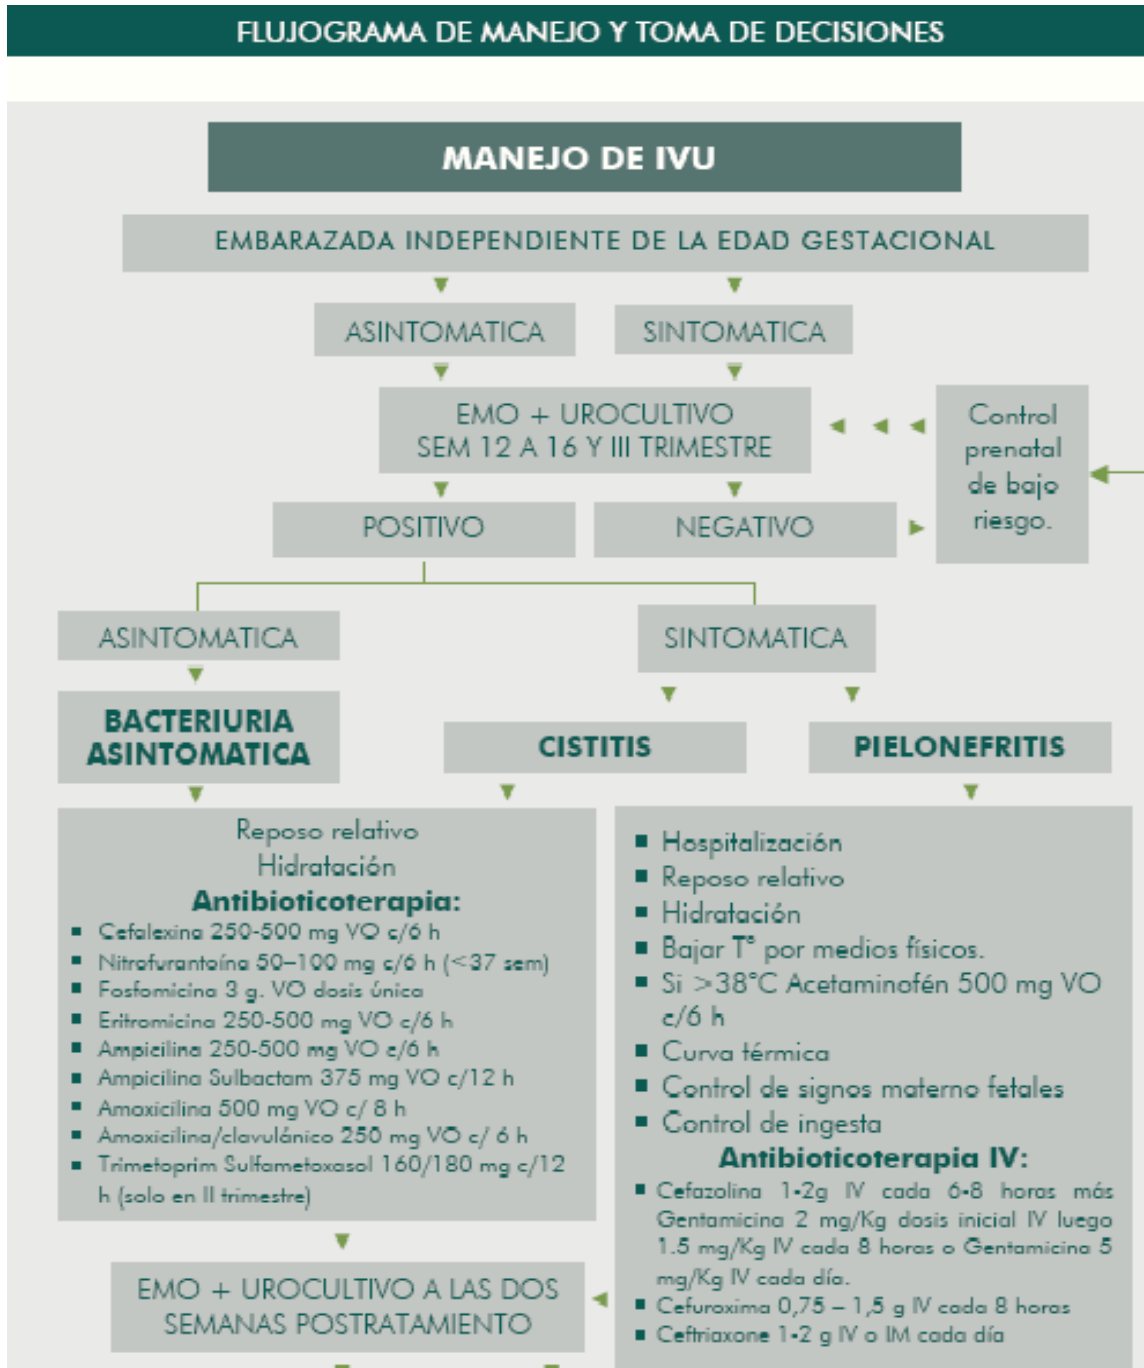 FLUJOGRAMA DE MANEJO Y TOMA DE DECISIONES
MANEJO DE IVU
EMBARAZADA INDEPENDIENTE DE LA EDAD GESTACIONAL
ASINTOMATICA
SINTOMATICA
EMO + UROCULTIVO
SEM 12 A 16 Y III TRIMESTRE
Control
prenatal
de bajo
riesgo.
POSITIVO
NEGATIVO
ASINTOMATICA
SINTOMATICA
BACTERIURIA
ASINTOMATICA
CISTITIS
PIELONEFRITIS
Reposo relativo
Hidratación
Antibioticoterapia:
▪ Cefalexina 250-500 mg VO c/6 h
▪ Nitrofurantoína 50–100 mg c/6 h (<37 sem)
▪ Fosfomicina 3 g. VO dosis única
▪ Eritromicina 250-500 mg VO c/6 h
▪ Ampicilina 250-500 mg VO c/6 h
▪ Ampicilina Sulbactam 375 mg VO c/12 h
▪ Amoxicilina 500 mg VO c/ 8 h
▪ Amoxicilina/clavulánico 250 mg VO c/ 6 h
▪ Trimetoprim Sulfametoxasol 160/180 mg c/12
h (solo en II trimestre)
▪ Hospitalización
▪ Reposo relativo
▪ Hidratación
▪ Bajar T° por medios físicos.
▪ Si >38°C Acetaminofén 500 mg VO
c/6 h
▪ Curva térmica
▪ Control de signos materno fetales
▪ Control de ingesta
Antibioticoterapia IV:
▪ Cefazolina 1-2g IV cada 6-8 horas más
Gentamicina 2 mg/Kg dosis inicial IV luego
1.5 mg/Kg IV cada 8 horas o Gentamicina 5
mg/Kg IV cada día.
▪ Cefuroxima 0,75 – 1,5 g IV cada 8 horas
▪ Ceftriaxone 1-2 g IV o IM cada día
EMO + UROCULTIVO A LAS DOS
SEMANAS POSTRATAMIENTO